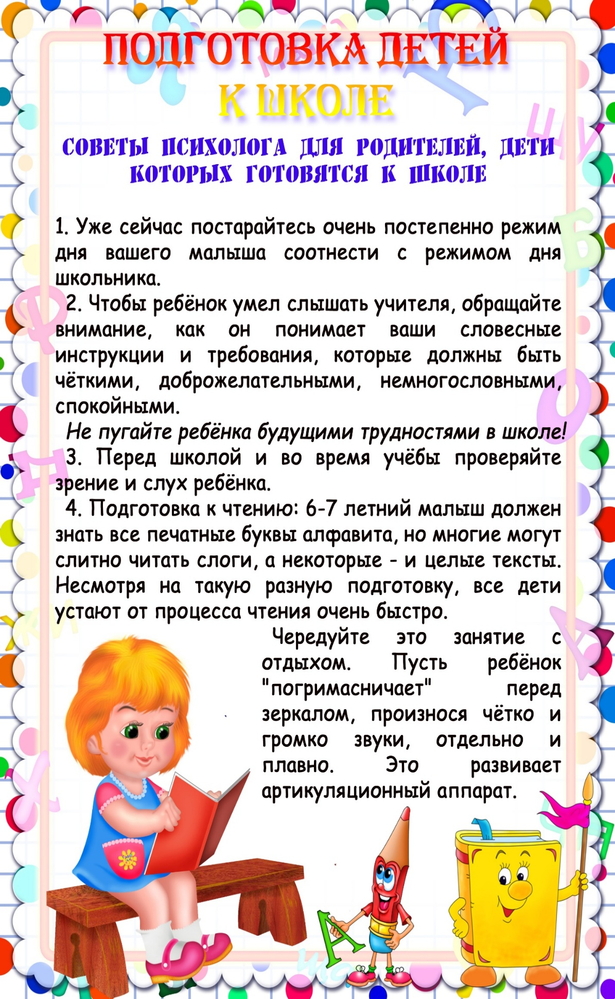 ПОДГОТОВКА ДЕТЕЙ
К ШКОЛЕ
СОВЕТЫ ПСИХОЛОГА ДЛЯ РОДИТЕЛЕЙ, ДЕТИ
КОТОРЫХ ГОТОВЯТСЯ К ШКОЛЕ
1. Уже сейчас постарайтесь очень постепенно режим
дня вашего малыша соотнести с режимом дня
школьника.
2. Чтобы ребёнок умел слышать учителя, обращайте
внимание, как он понимает ваши словесные
инструкции и требования, которые должны быть
чёткими, доброжелательными, немногословными,
спокойными.
Не пугайте ребёнка будущими трудностями в школе!
3. Перед школой и во время учёбы проверяйте
зрение и слух ребёнка.
4. Подготовка к чтению: 6-7 летний малыш должен
знать все печатные буквы алфавита, но многие могут
слитно читать слоги, а некоторые - и целые тексты.
Несмотря на такую разную подготовку, все дети
устают от процесса чтения очень быстро.
Чередуйте это занятие с
отдыхом. Пусть ребёнок
"погримасничает" перед
зеркалом, произнося чётко и
громко звуки, отдельно и
плавно. Это развивает
артикуляционный аппарат.
А